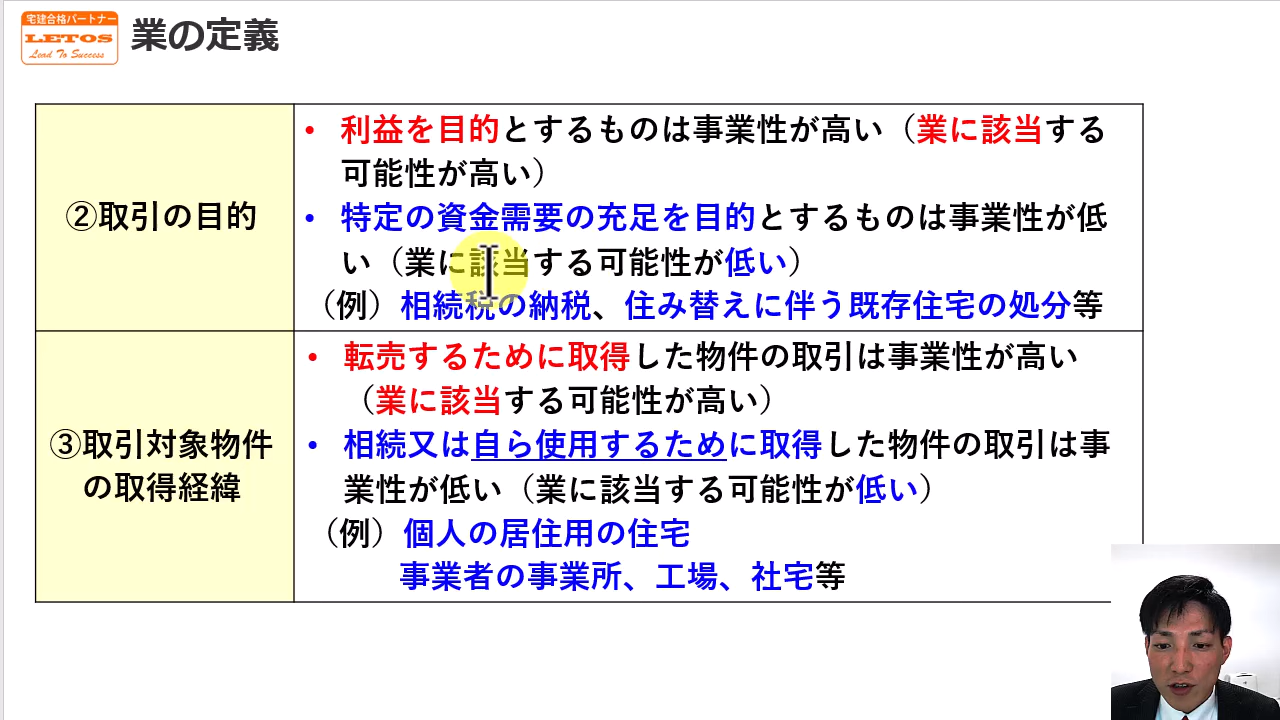 宅建合格パートナー
LETOS
Lead To Success
業の定義
②取引の目的
• 利益を目的とするものは事業性が高い（業に該当する
可能性が高い）
• 特定の資金需要の充足を目的とするものは事業性が低
い（業に該当する可能性が低い）
（例）相続税の納税、住み替えに伴う既存住宅の処分等
③取引対象物件
の取得経緯
• 転売するために取得した物件の取引は事業性が高い
（業に該当する可能性が高い）
• 相続又は自ら使用するために取得した物件の取引は事
業性が低い（業に該当する可能性が低い）
（例）個人の居住用の住宅
事業者の事業所、工場、社宅等